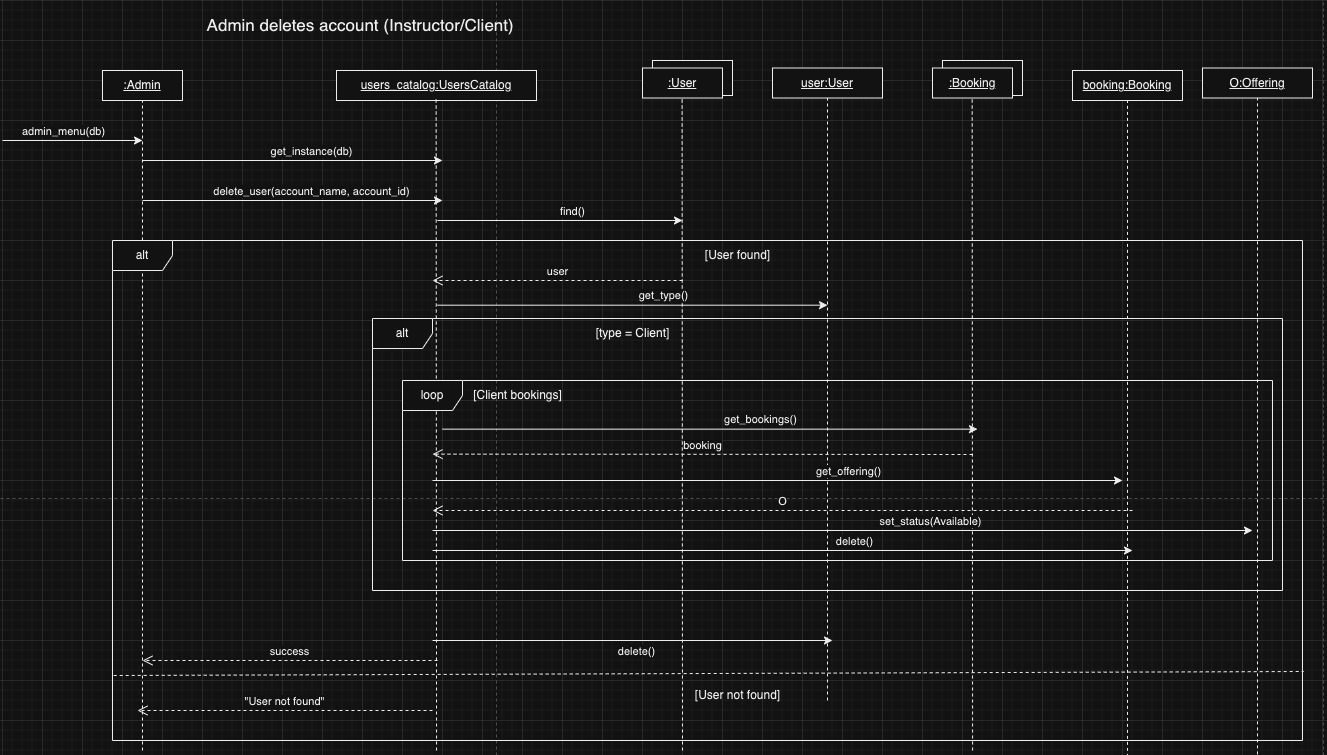 Admin deletes account (Instructor/Client)
:Admin
users_catalog:UsersCatalog
:User
user:User
:Booking
booking:Booking
O:Offering
admin_menu(db)
get_instance(db)
delete_user(account_name, account_id)
find()
alt
[User found]
user
get_type()
alt
[type = Client]
loop
[Client bookings]
get_bookings()
booking
get_offering()
O
set_status(Available)
delete()
delete()
success
[User not found]
"User not found"